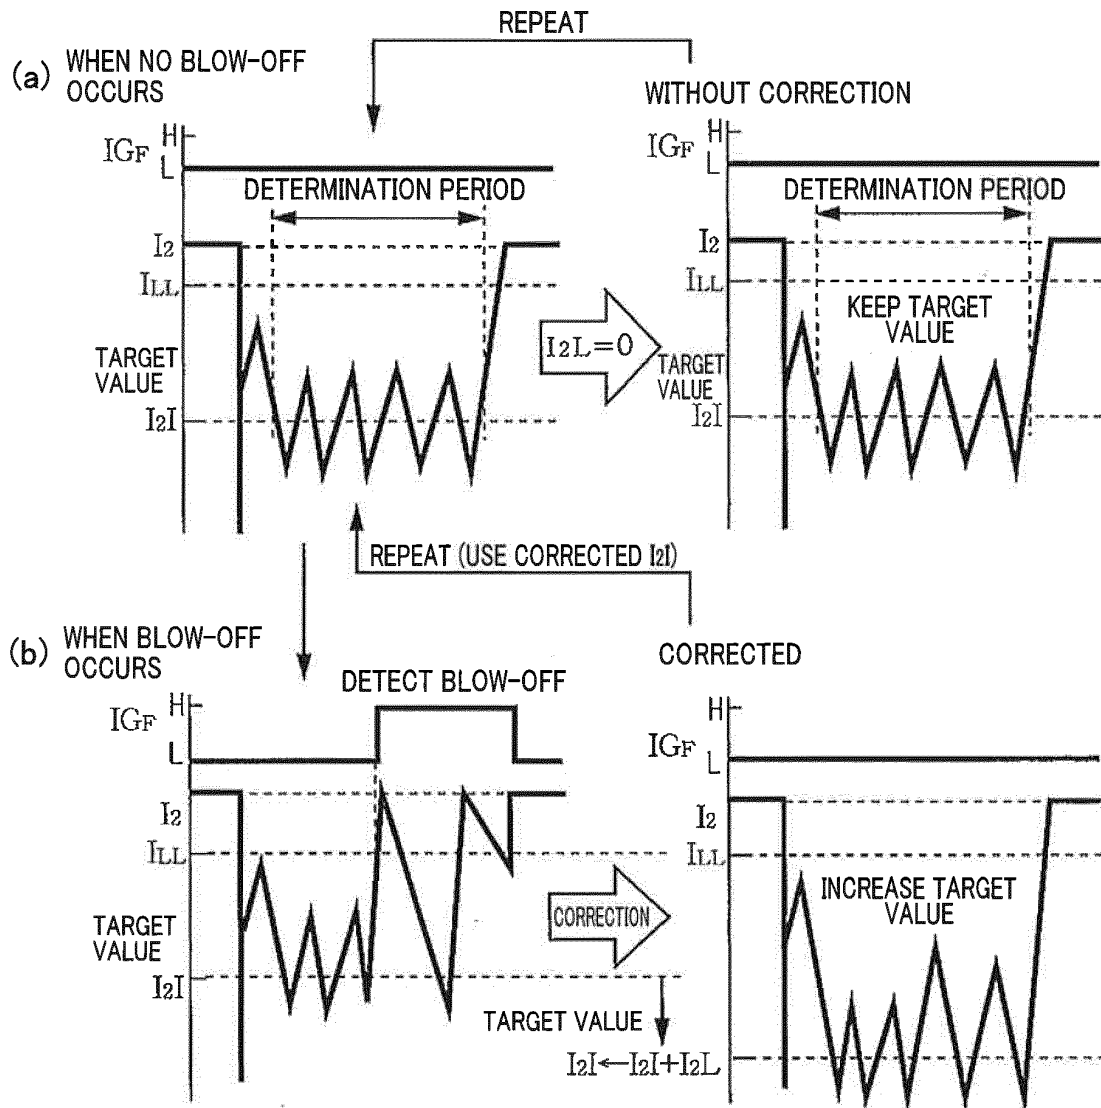 REPEAT
(a) WHEN NO BLOW-OFF
OCCURS
IGF H
L
DETERMINATION PERIOD
I2
ILL
TARGET
VALUE
I2I
I2L=0
WITHOUT CORRECTION
IGF H
L
DETERMINATION PERIOD
I2
ILL
KEEP TARGET
VALUE
TARGET
VALUE
I2I
REPEAT (USE CORRECTED I2I)
(b) WHEN BLOW-OFF
OCCURS
DETECT BLOW-OFF
IGF H
L
I2
ILL
TARGET
VALUE
I2I
CORRECTION
TARGET VALUE
I2I←I2I+I2L
CORRECTED
H
IGF
L
I2
ILL
INCREASE TARGET
VALUE